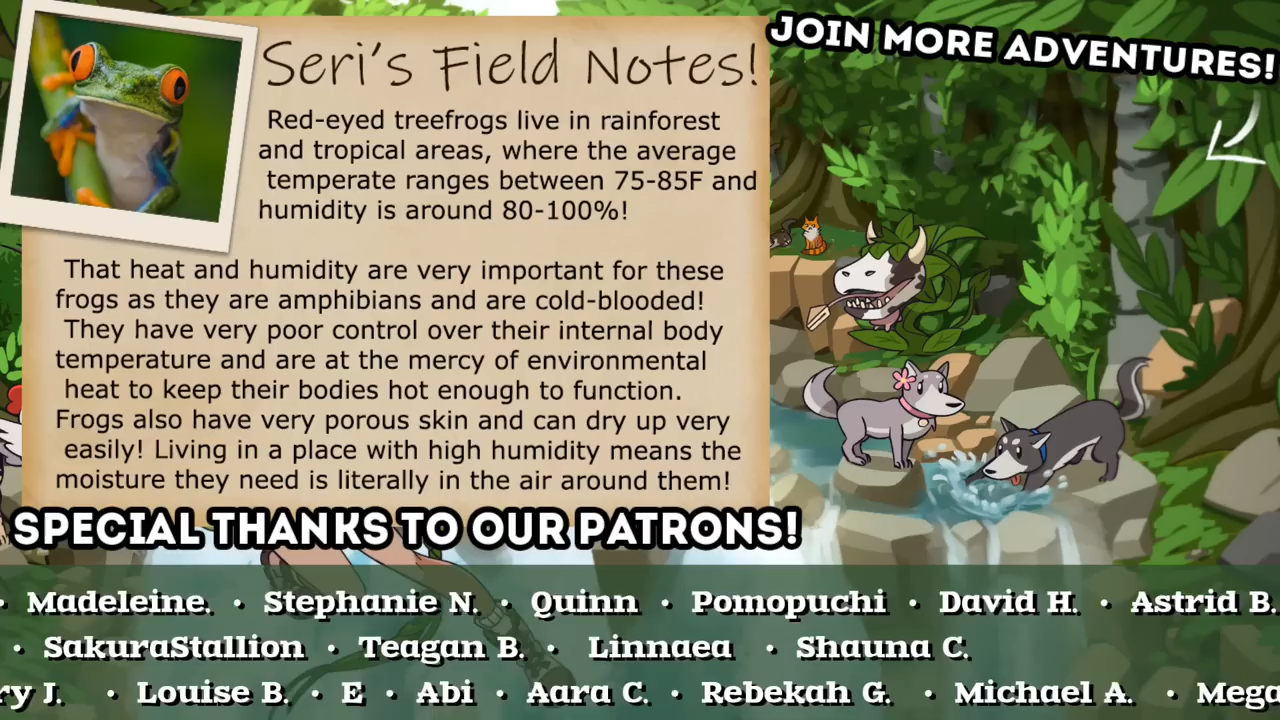 Seri's Field Notes!
JOIN MORE ADVENTURES!
Red-eyed treefrogs live in rainforest
and tropical areas, where the average
temperate ranges between 75-85F and
humidity is around 80-100%!
That heat and humidity are very important for these
frogs as they are amphibians and are cold-blooded!
They have very poor control over their internal body
temperature and are at the mercy of environmental
heat to keep their bodies hot enough to function.
Frogs also have very porous skin and can dry up very
easily! Living in a place with high humidity means the
moisture they need is literally in the air around them!
SPECIAL THANKS TO OUR PATRONS!
• Madeleine. • Stephanie N. • Quinn • Pomopuchi • David H. • Astrid B.
• SakuraStallion • Teagan B. • Linnaea • Shauna C.
ry J. • Louise B. • E • Abi • Aara C. • Rebekah G. • Michael A. • Mega